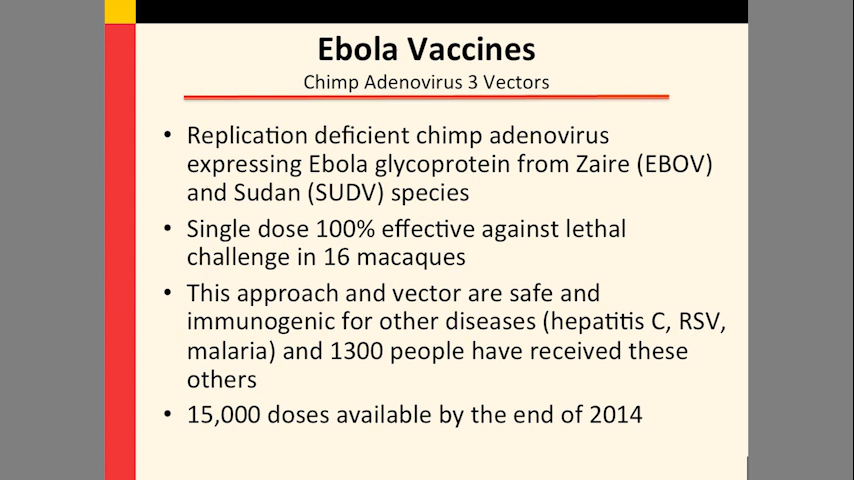 Ebola Vaccines
Chimp Adenovirus 3 Vectors
• Replication deficient chimp adenovirus
expressing Ebola glycoprotein from Zaire (EBOV)
and Sudan (SUDV) species
• Single dose 100% effective against lethal
challenge in 16 macaques
• This approach and vector are safe and
immunogenic for other diseases (hepatitis C, RSV,
malaria) and 1300 people have received these
others
• 15,000 doses available by the end of 2014